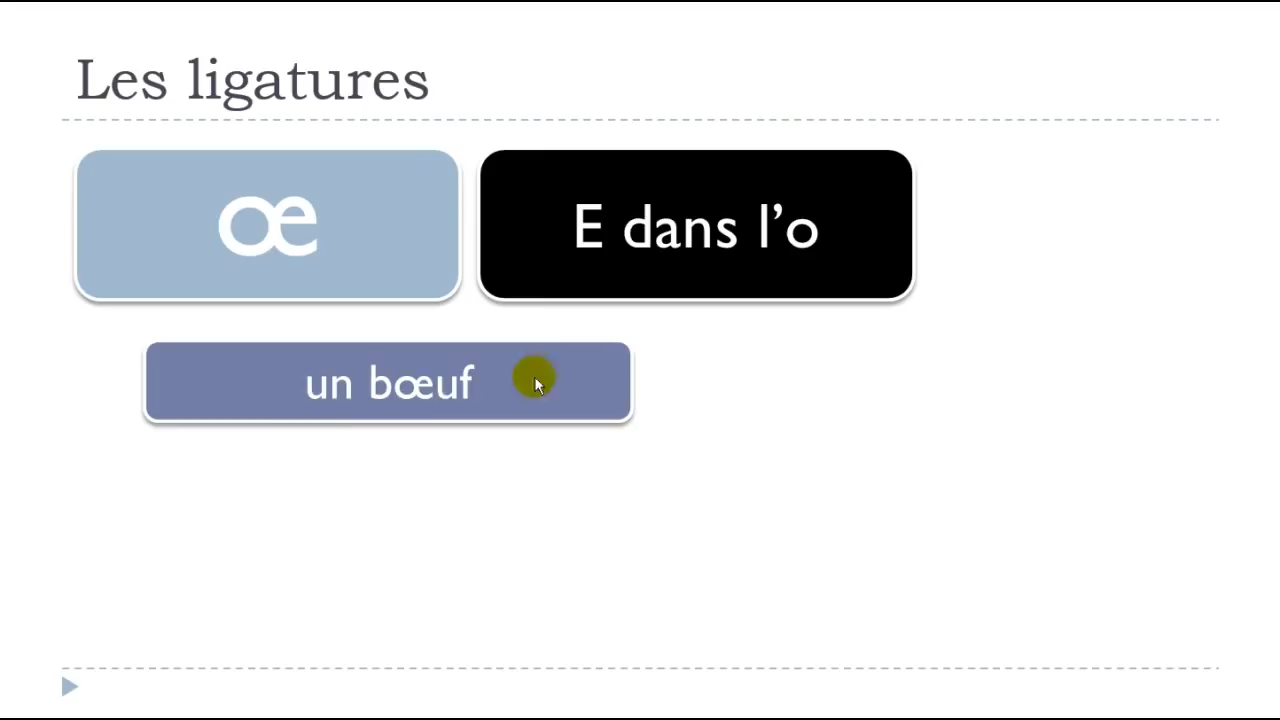 Les ligatures
œ
E dans l’o
un bœuf